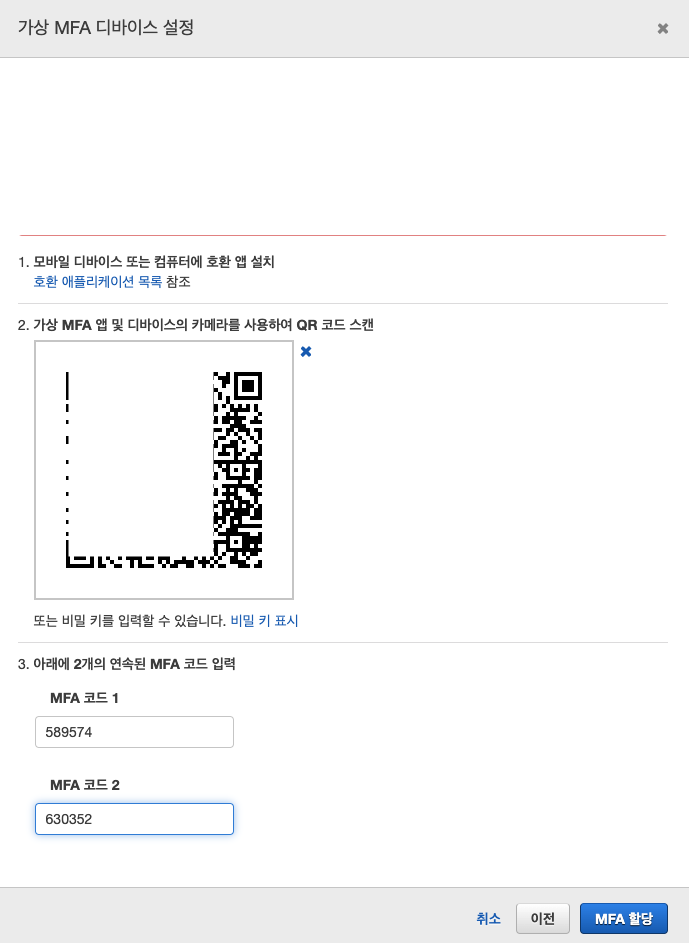 가상 MFA 디바이스 설정
1. 모바일 디바이스 또는 컴퓨터에 호환 앱 설치
호환 애플리케이션 목록 참조
2. 가상 MFA 앱 및 디바이스의 카메라를 사용하여 QR 코드 스캔
또는 비밀 키를 입력할 수 있습니다. 비밀 키 표시
3. 아래에 2개의 연속된 MFA 코드 입력
MFA 코드 1
589574
MFA 코드 2
630352
취소 이전 MFA 할당